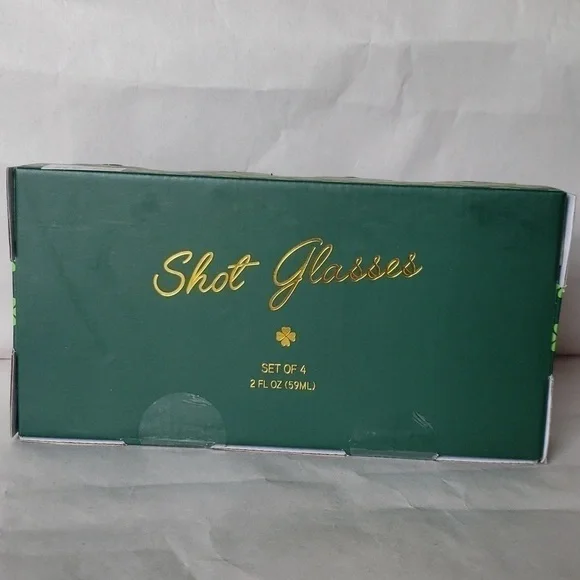 Shot Glasses
SET OF 4
2 FL OZ (59ML)